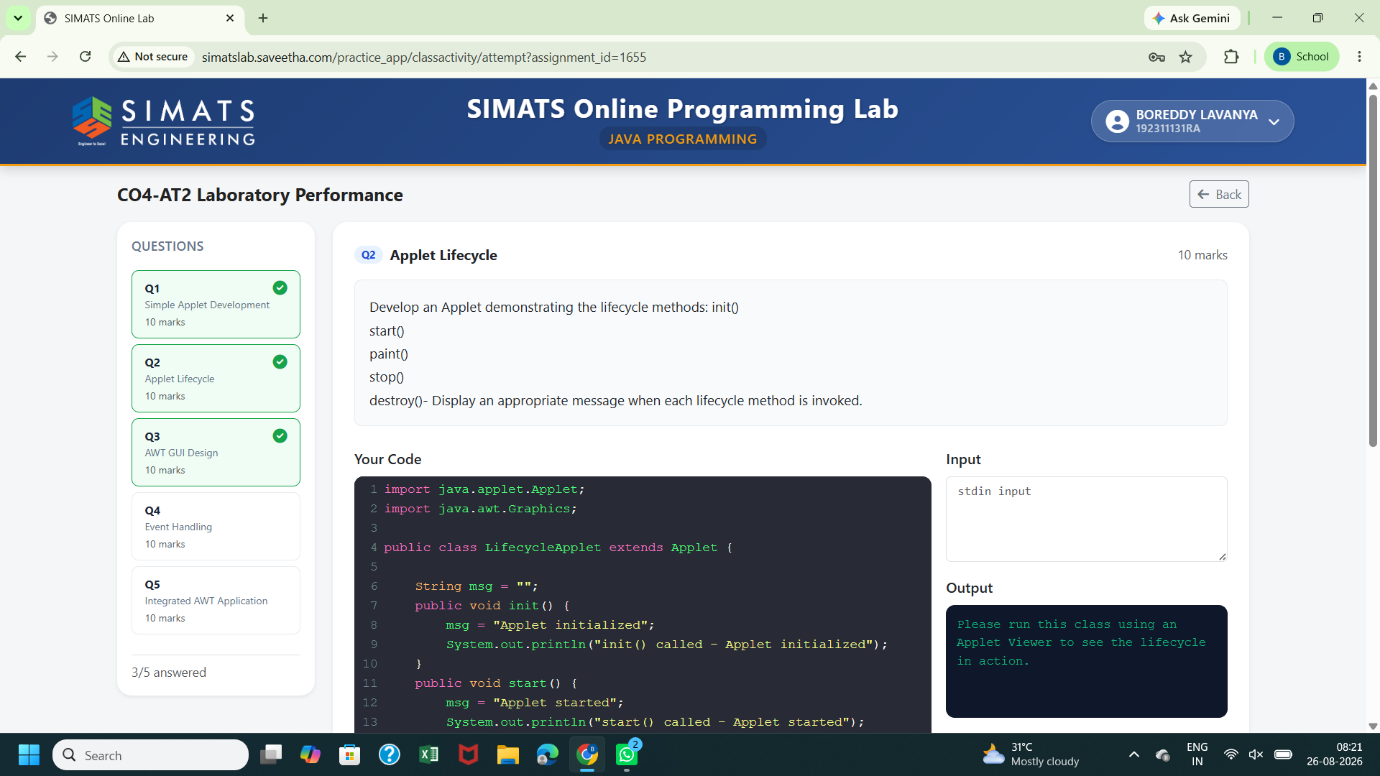 SIMATS Online Lab
Ask Gemini
Not secure
simatslab.saveetha.com/practice_app/classactivity/attempt?assignment_id=1655
B
School
SIMATS
ENGINEERING
SIMATS Online Programming Lab
JAVA PROGRAMMING
BOREDDY LAVANYA
192311131RA
CO4-AT2 Laboratory Performance
← Back
QUESTIONS
Q1
Simple Applet Development
10 marks
Q2
Applet Lifecycle
10 marks
Q3
AWT GUI Design
10 marks
Q4
Event Handling
10 marks
Q5
Integrated AWT Application
10 marks
3/5 answered
Q2 Applet Lifecycle
10 marks
Develop an Applet demonstrating the lifecycle methods: init()
start()
paint()
stop()
destroy()- Display an appropriate message when each lifecycle method is invoked.
Your Code
1 import java.applet.Applet;
2 import java.awt.Graphics;
3
4 public class LifecycleApplet extends Applet {
5
6 String msg = "";
7 public void init() {
8 msg = "Applet initialized";
9 System.out.println("init() called - Applet initialized");
10 }
11 public void start() {
12 msg = "Applet started";
13 System.out.println("start() called - Applet started");
Input
stdin input
Output
Please run this class using an
Applet Viewer to see the lifecycle
in action.
Search
2
31°C
Mostly cloudy
ENG
IN
08:21
26-08-2026